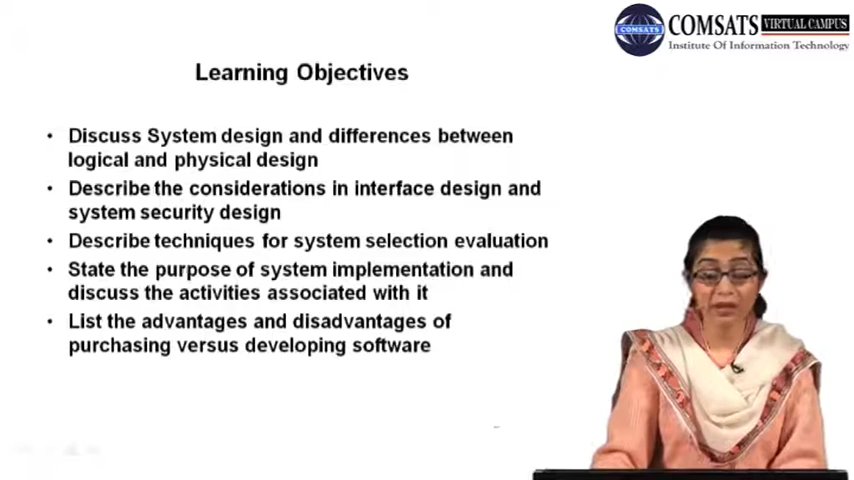 COMSATS VIRTUAL CAMPUS
Institute Of Information Technology
COMSATS
Learning Objectives
• Discuss System design and differences between
logical and physical design
• Describe the considerations in interface design and
system security design
• Describe techniques for system selection evaluation
• State the purpose of system implementation and
discuss the activities associated with it
• List the advantages and disadvantages of
purchasing versus developing software